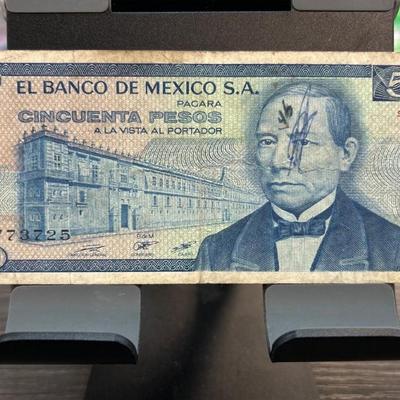 EL BANCO DE MEXICO S.A.
PAGARA
CINCUENTA PESOS
A LA VISTA AL PORTADOR
773725